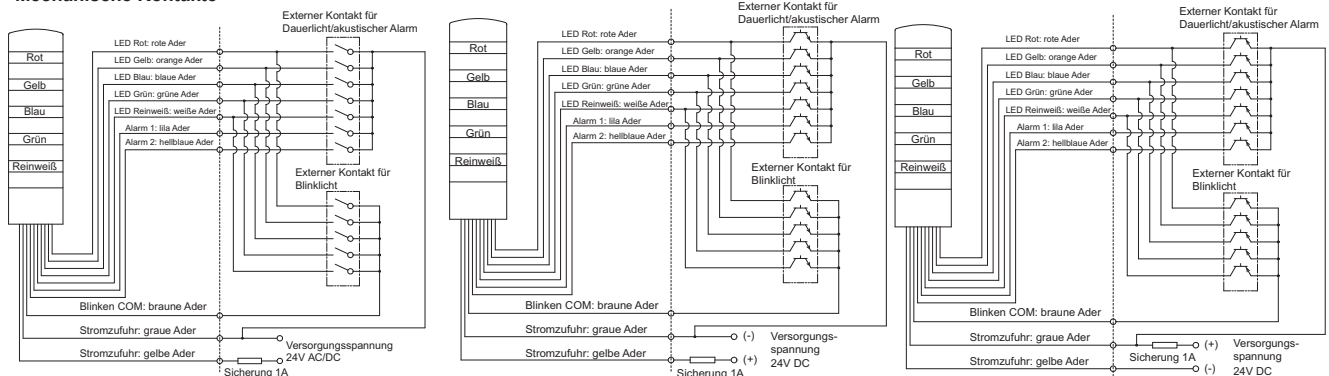 Mechanische Kontakte
Externer Kontakt für
Dauerlicht/akustischer Alarm
Rot
Gelb
Blau
Grün
Reinweiß
LED Rot: rote Ader
LED Gelb: orange Ader
LED Blau: blaue Ader
LED Grün: grüne Ader
LED Reinweiß: weiße Ader
Alarm 1: lila Ader
Alarm 2: hellblaue Ader
Externer Kontakt für
Blinklicht
Blinken COM: braune Ader
Stromzufuhr: graue Ader
Stromzufuhr: gelbe Ader
Versorgungsspannung
24V AC/DC
Sicherung 1A
Externer Kontakt für
Dauerlicht/akustischer Alarm
Rot
Gelb
Blau
Grün
Reinweiß
LED Rot: rote Ader
LED Gelb: orange Ader
LED Blau: blaue Ader
LED Grün: grüne Ader
LED Reinweiß: weiße Ader
Alarm 1: lila Ader
Alarm 2: hellblaue Ader
Externer Kontakt für
Blinklicht
Blinken COM: braune Ader
Stromzufuhr: graue Ader
Stromzufuhr: gelbe Ader
(-)
(+)
Versorgungs-
spannung
24V DC
Sicherung 1A
Externer Kontakt für
Dauerlicht/akustischer Alarm
Rot
Gelb
Blau
Grün
Reinweiß
LED Rot: rote Ader
LED Gelb: orange Ader
LED Blau: blaue Ader
LED Grün: grüne Ader
LED Reinweiß: weiße Ader
Alarm 1: lila Ader
Alarm 2: hellblaue Ader
Externer Kontakt für
Blinklicht
Blinken COM: braune Ader
Stromzufuhr: graue Ader
Stromzufuhr: gelbe Ader
(+)
Sicherung 1A
(-)
Versorgungs-
spannung
24V DC